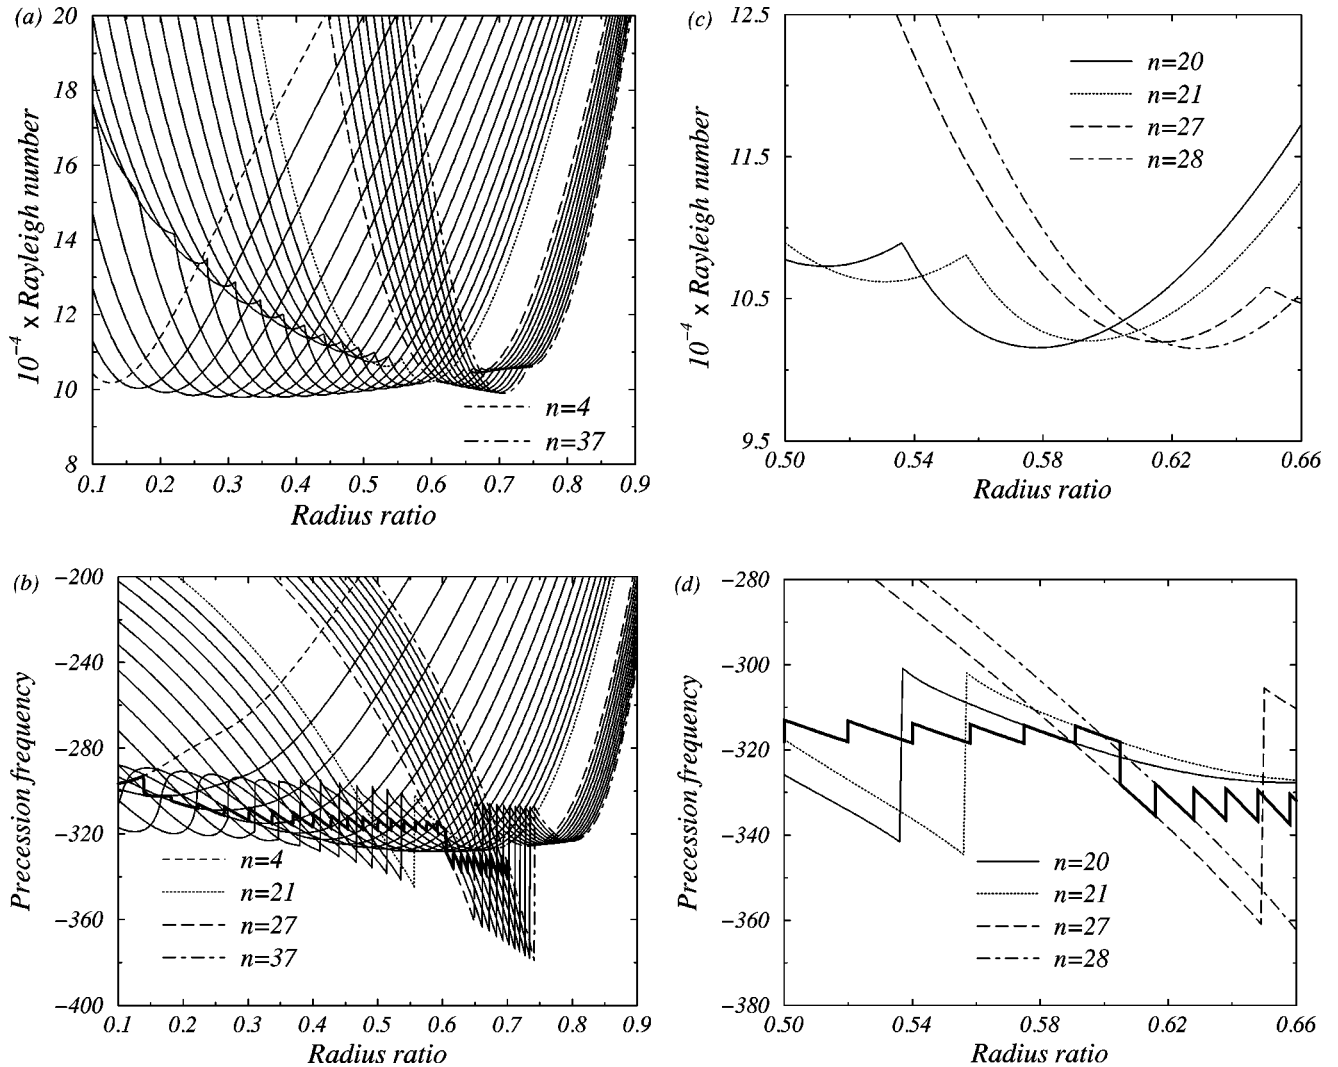 (a)
20
18
16
14
12
10
8
10⁻⁴ x Rayleigh number
n=4
n=37
0.1 0.2 0.3 0.4 0.5 0.6 0.7 0.8 0.9
Radius ratio
(c)
12.5
11.5
10.5
9.5
10⁻⁴ x Rayleigh number
n=20
n=21
n=27
n=28
0.50 0.54 0.58 0.62 0.66
Radius ratio
(b)
−200
−240
−280
−320
−360
−400
Precession frequency
n=4
n=21
n=27
n=37
0.1 0.2 0.3 0.4 0.5 0.6 0.7 0.8 0.9
Radius ratio
(d)
−280
−300
−320
−340
−360
−380
Precession frequency
n=20
n=21
n=27
n=28
0.50 0.54 0.58 0.62 0.66
Radius ratio